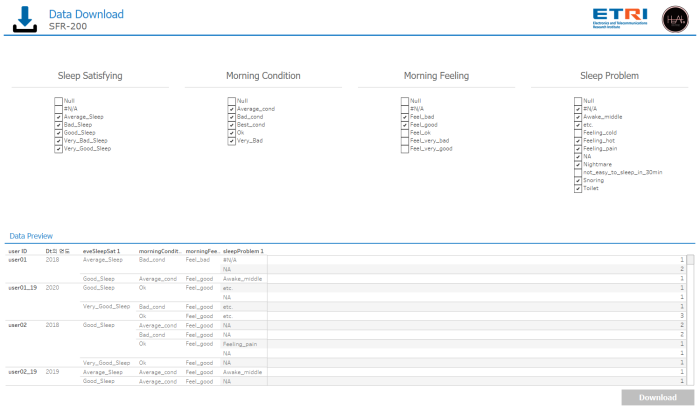 Data Download
SFR-200
ETRI
Electronics and Telecommunications
Research Institute
Sleep Satisfying
Null
#N/A
Average_Sleep
Bad_Sleep
Good_Sleep
Very_Bad_Sleep
Very_Good_Sleep
Morning Condition
Null
Average_cond
Bad_cond
Best_cond
Ok
Very_Bad
Morning Feeling
Null
#N/A
Feel_bad
Feel_good
Feel_ok
Feel_very_bad
Feel_very_good
Sleep Problem
Null
#N/A
Awake_middle
etc.
Feeling_cold
Feeling_hot
Feeling_pain
NA
Nightmare
not_easy_to_sleep_in_30min
Snoring
Toilet
Data Preview
user ID Dt의 연도 eveSleepSat 1 morningCondit.. morningFee.. sleepProblem 1
user01 2018 Average_Sleep Bad_cond Feel_bad #N/A 1
NA 2
Good_Sleep Average_cond Feel_good Awake_middle 1
user01_19 2020 Good_Sleep Ok Feel_good etc. 1
NA 1
Very_Good_Sleep Bad_cond Feel_good etc. 1
Ok Feel_good etc. 3
user02 2018 Good_Sleep Average_cond Feel_good NA 2
Bad_cond Feel_good NA 2
Ok Feel_good Feeling_pain 1
NA 1
Very_Good_Sleep Ok Feel_good NA 1
user02_19 2019 Average_Sleep Average_cond Feel_good Awake_middle 1
Good_Sleep Average_cond Feel_good NA 1
Download